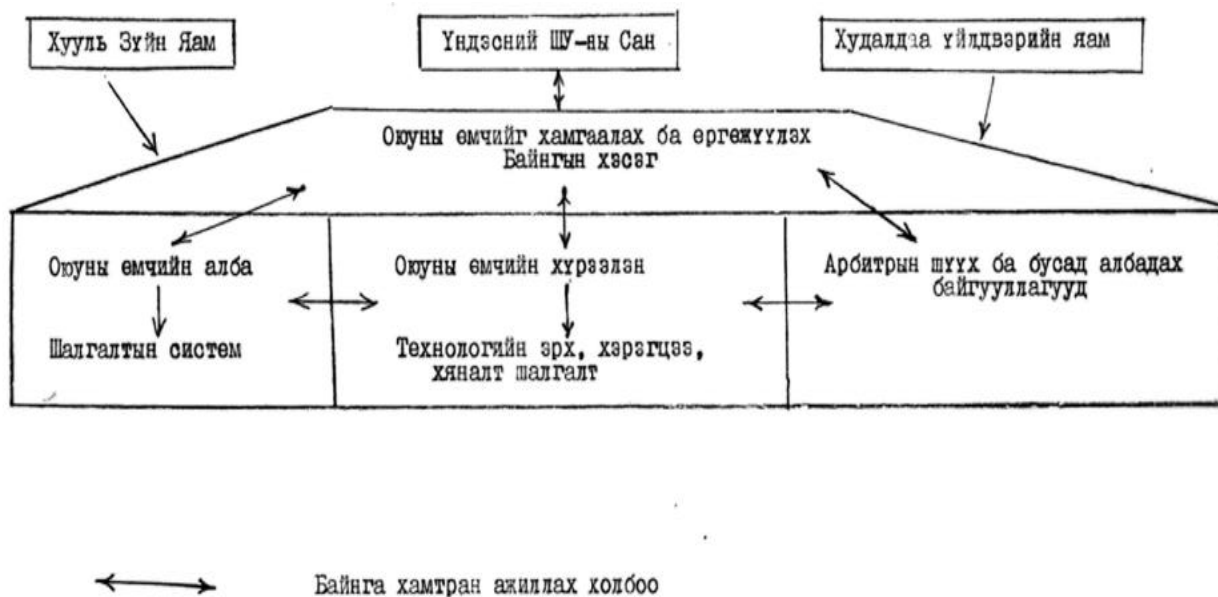 Хууль Зүйн Яам
Үндэсний ШУ-ны Сан
Худалдаа үйлдвэрийн яам
Оюуны өмчийг хамгаалах ба өргөжүүлэх
Байнгын хэсэг
Оюуны өмчийн алба
Оюуны өмчийн хүрээлэн
Арбитрын шүүх ба бусад албадах
байгууллагууд
Шалгалтын систем
Технологийн эрх, хэрэгцээ,
хяналт шалгалт
Байнга хамтран ажиллах холбоо